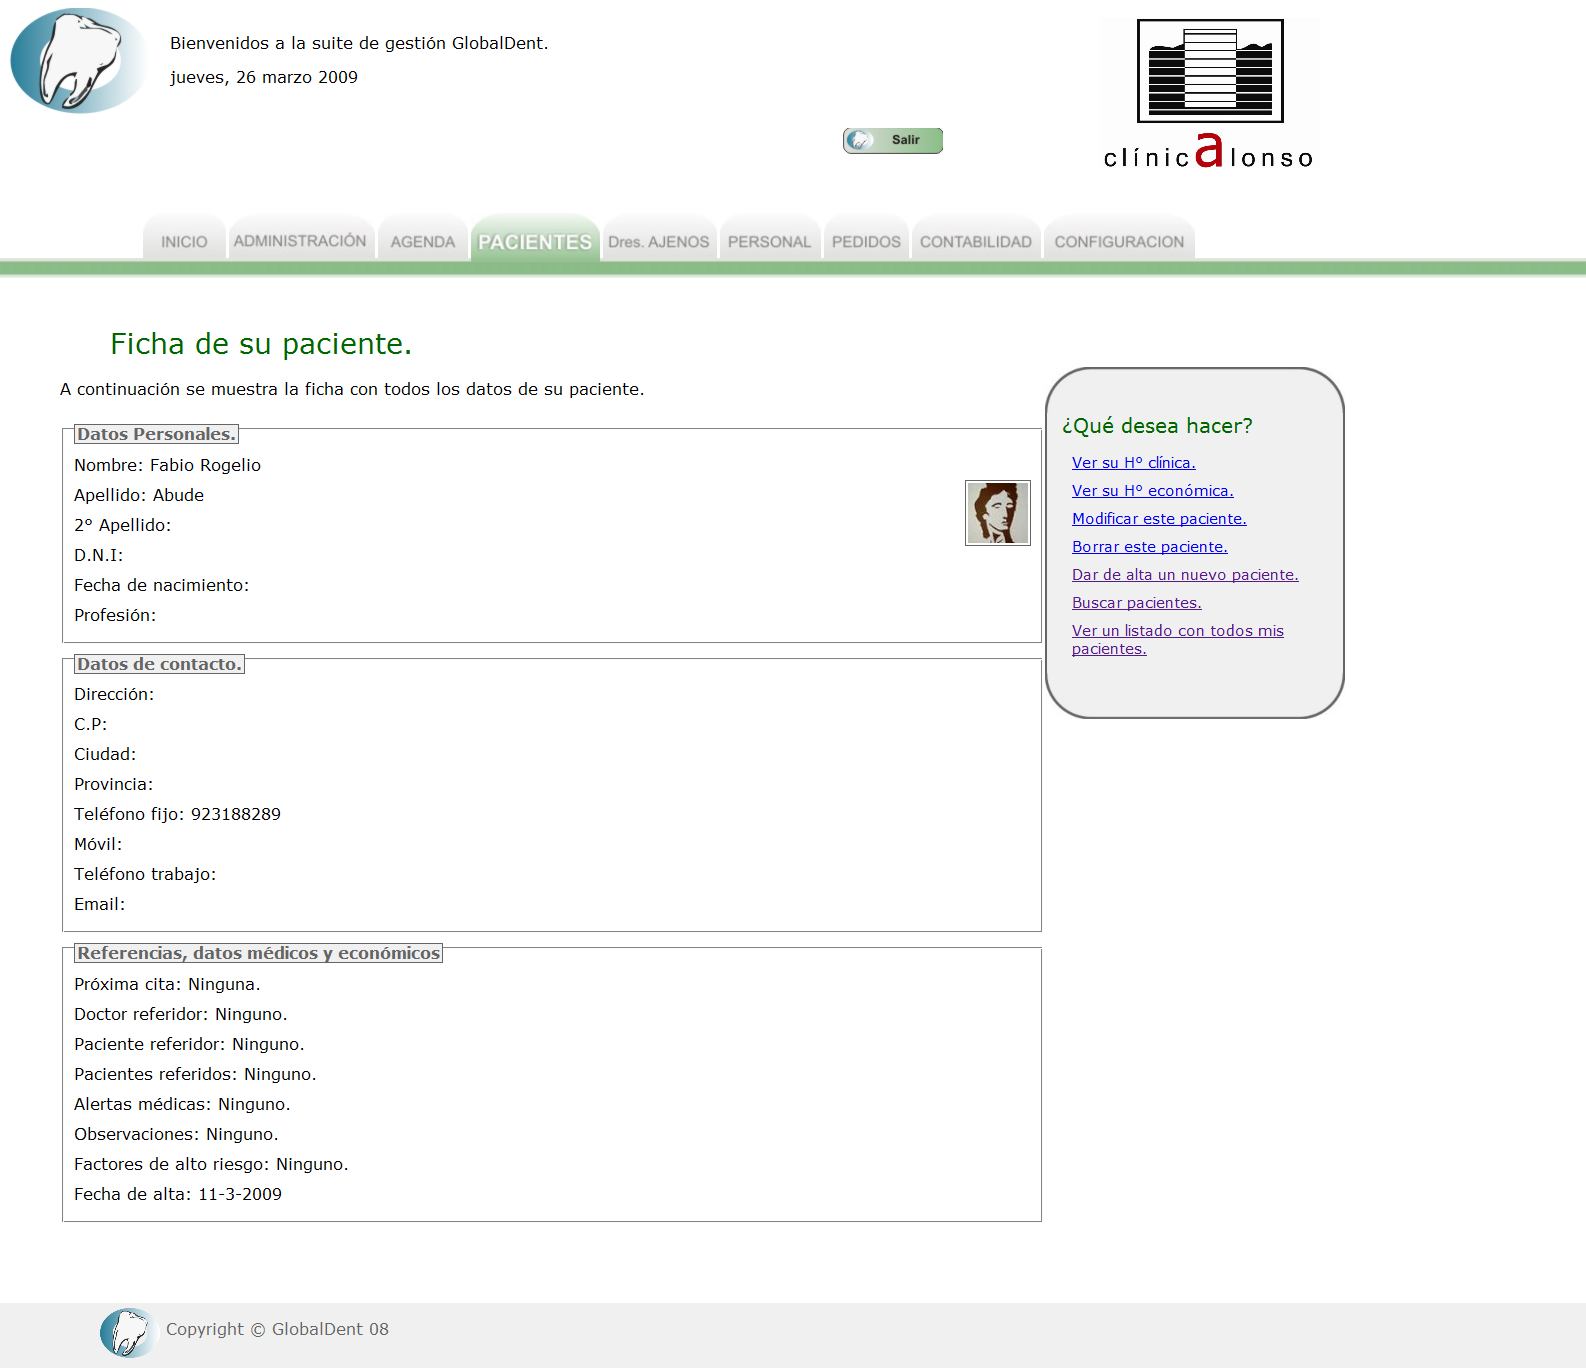 Bienvenidos a la suite de gestión GlobalDent.
jueves, 26 marzo 2009
Salir
clínicAlonso
INICIO ADMINISTRACIÓN AGENDA PACIENTES Dres. AJENOS PERSONAL PEDIDOS CONTABILIDAD CONFIGURACION
Ficha de su paciente.
A continuación se muestra la ficha con todos los datos de su paciente.
Datos Personales.
Nombre: Fabio Rogelio
Apellido: Abude
2º Apellido:
D.N.I:
Fecha de nacimiento:
Profesión:
Datos de contacto.
Dirección:
C.P:
Ciudad:
Provincia:
Teléfono fijo: 923188289
Móvil:
Teléfono trabajo:
Email:
Referencias, datos médicos y económicos
Próxima cita: Ninguna.
Doctor referidor: Ninguno.
Paciente referidor: Ninguno.
Pacientes referidos: Ninguno.
Alertas médicas: Ninguno.
Observaciones: Ninguno.
Factores de alto riesgo: Ninguno.
Fecha de alta: 11-3-2009
¿Qué desea hacer?
Ver su Hº clínica.
Ver su Hº económica.
Modificar este paciente.
Borrar este paciente.
Dar de alta un nuevo paciente.
Buscar pacientes.
Ver un listado con todos mis
pacientes.
Copyright © GlobalDent 08